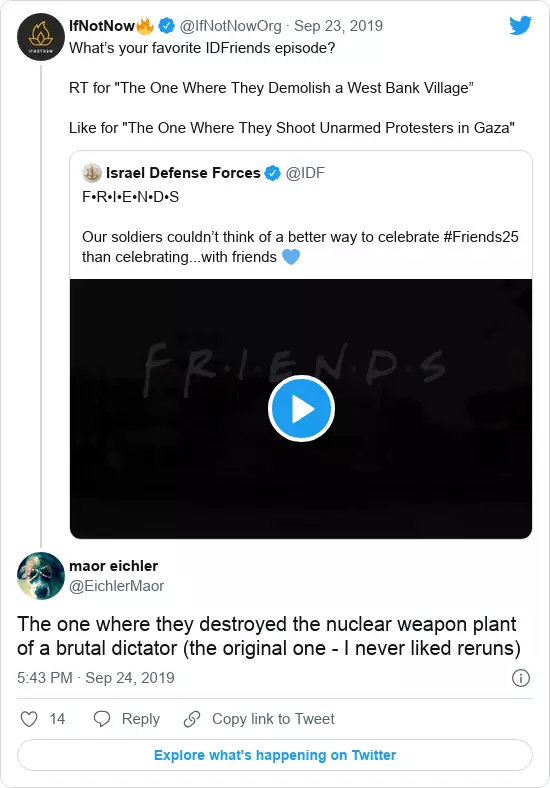 IfNotNow🔥 @IfNotNowOrg · Sep 23, 2019
What's your favorite IDFriends episode?
RT for "The One Where They Demolish a West Bank Village”
Like for "The One Where They Shoot Unarmed Protesters in Gaza"
IFNOTNOW
Israel Defense Forces @IDF
F•R•I•E•N•D•S
Our soldiers couldn’t think of a better way to celebrate #Friends25
than celebrating...with friends 💙
F·R·I·E·N·D·S
maor eichler
@EichlerMaor
The one where they destroyed the nuclear weapon plant
of a brutal dictator (the original one - I never liked reruns)
5:43 PM · Sep 24, 2019
14 Reply Copy link to Tweet
Explore what's happening on Twitter